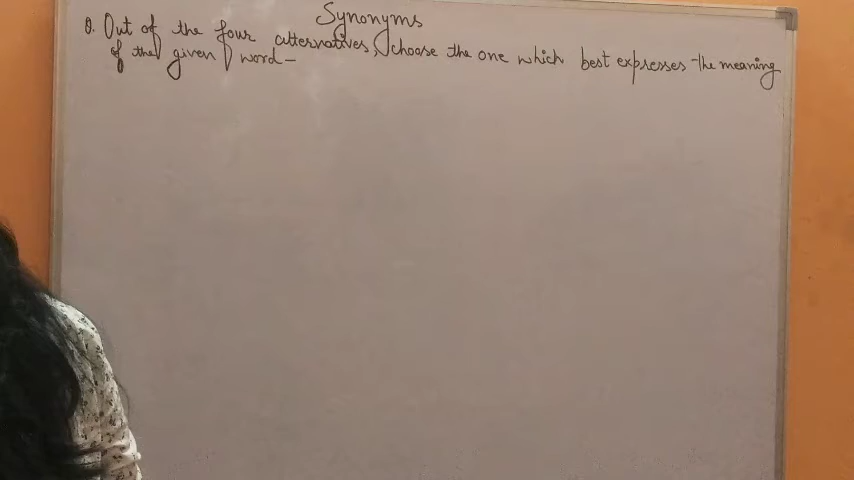 Synonyms
Q. Out of the four alternatives, choose the one which best expresses the meaning
of the given word-